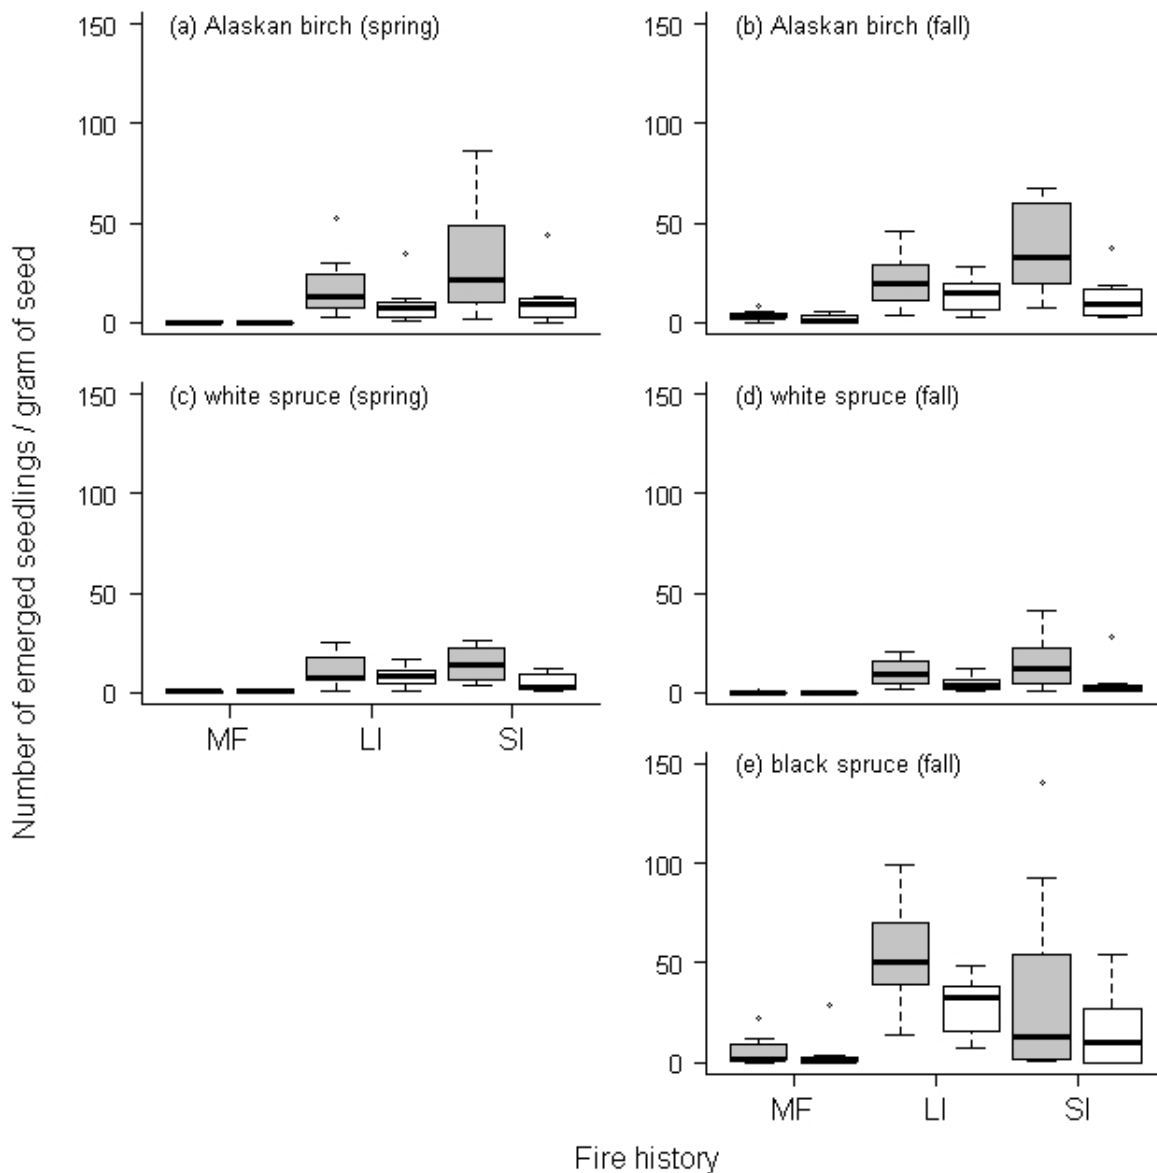 Number of emerged seedlings / gram of seed
(a) Alaskan birch (spring)
150
100
50
0
(b) Alaskan birch (fall)
150
100
50
0
(c) white spruce (spring)
150
100
50
0
MF LI SI
(d) white spruce (fall)
150
100
50
0
(e) black spruce (fall)
150
100
50
0
MF LI SI
Fire history